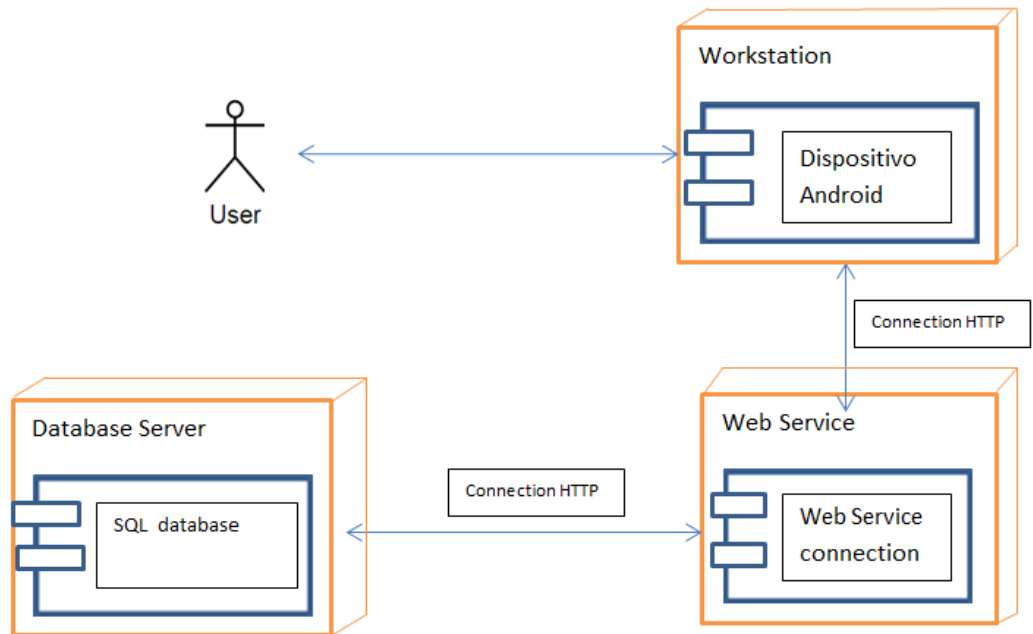 Workstation
Dispositivo
Android
User
Connection HTTP
Database Server
SQL database
Connection HTTP
Web Service
Web Service
connection